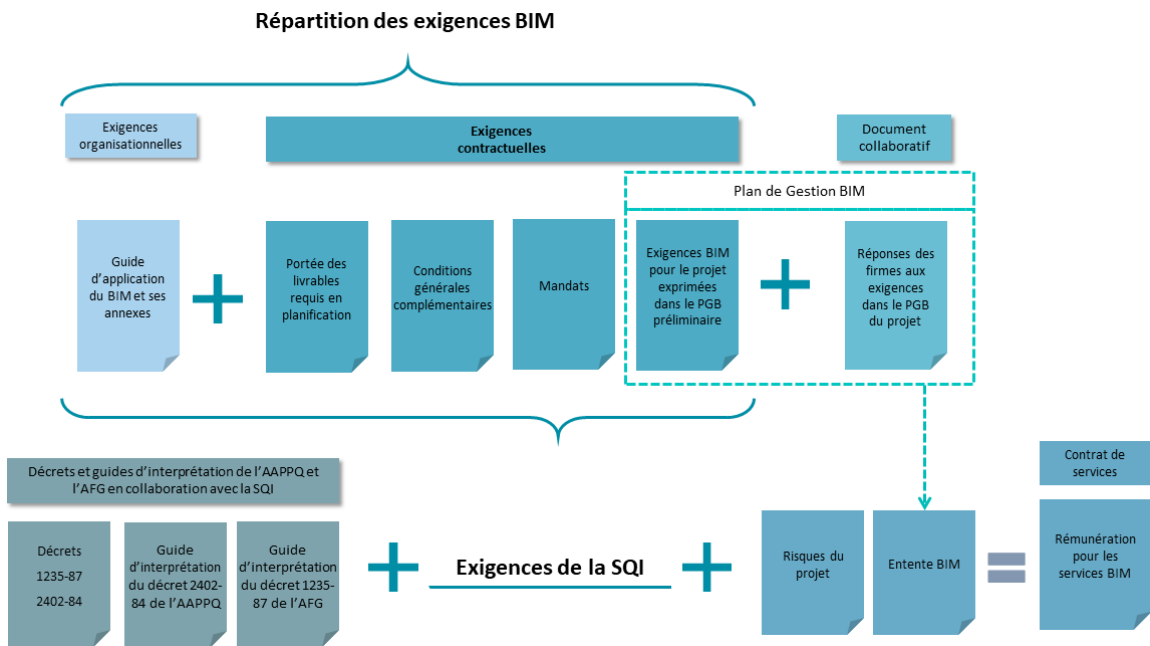 Répartition des exigences BIM
Exigences
organisationnelles
Exigences
contractuelles
Document
collaboratif
Plan de Gestion BIM
Guide
d'application
du BIM et ses
annexes
Portée des
livrables
requis en
planification
Conditions
générales
complémentaires
Mandats
Exigences BIM
pour le projet
exprimées
dans le PGB
préliminaire
Réponses des
firmes aux
exigences
dans le PGB
du projet
Décrets et guides d'interprétation de l'AAPPQ et
l'AFG en collaboration avec la SQI
Décrets
1235-87
2402-84
Guide
d'interprétation
du décret 2402-
84 de l'AAPPQ
Guide
d'interprétation
du décret 1235-
87 de l'AFG
Exigences de la SQI
Risques du
projet
Entente BIM
Contrat de
services
Rémunération
pour les
services BIM